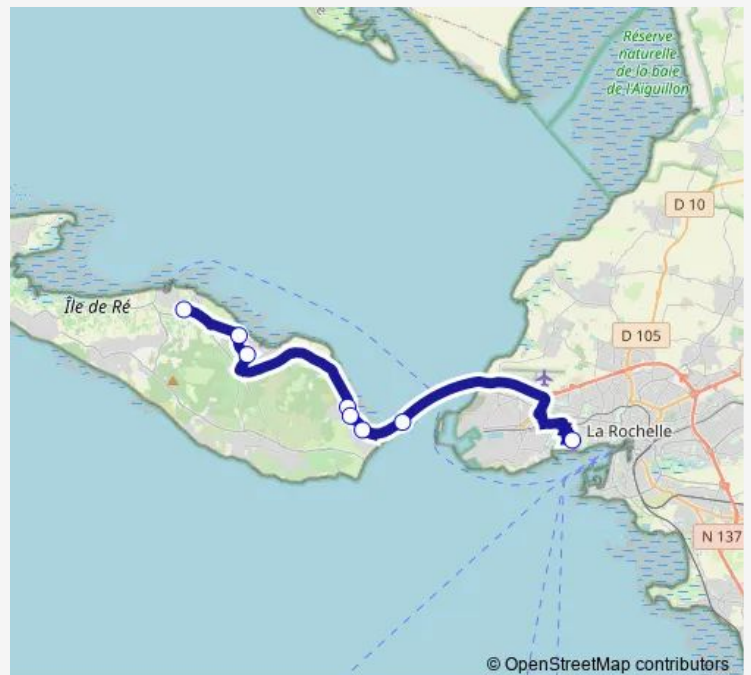 Réserve
naturelle
de la baie
de l'Aiguillon
D 10
Île de Ré
D 105
La Rochelle
N 137
© OpenStreetMap contributors